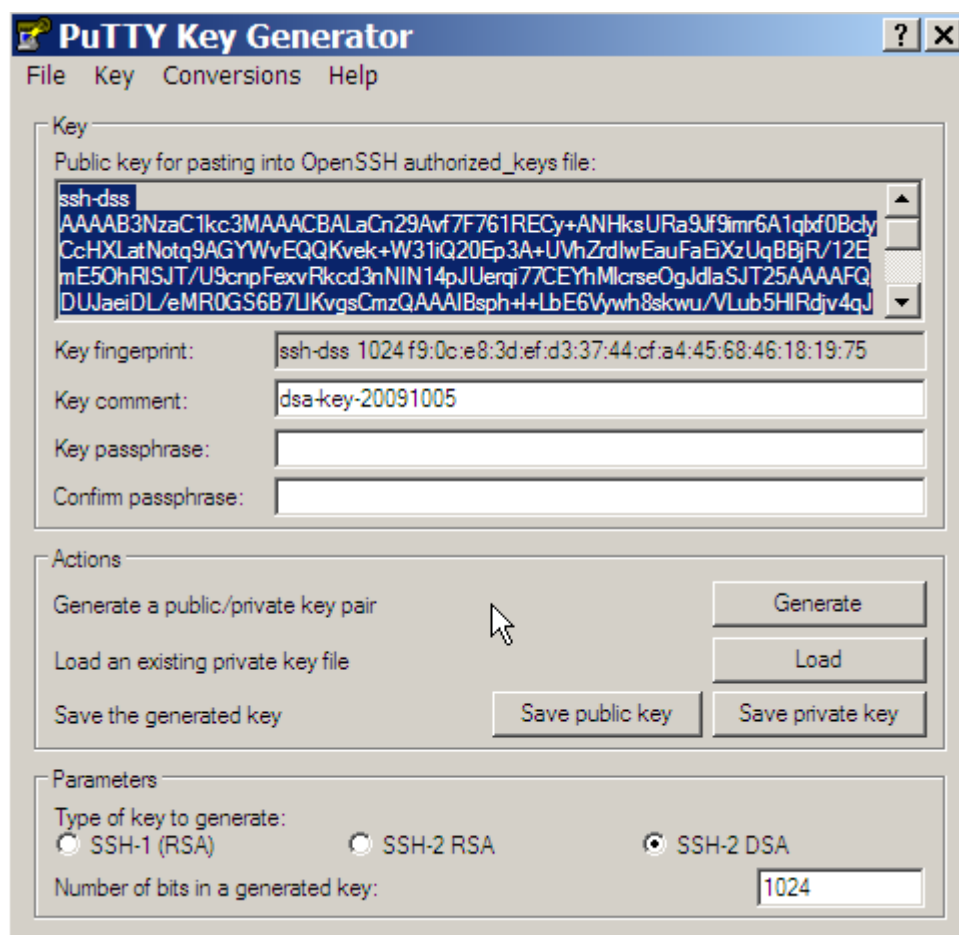 PuTTY Key Generator
File Key Conversions Help
Key
Public key for pasting into OpenSSH authorized_keys file:
ssh-dss
AAAAB3NzaC1kc3MAAACBALaCn29Avf7F761RECy+ANHksURa9Jf9imr6A1qlxf0Bcly
CcHXLatNotq9AGYWvEQQKvek+W31iQ20Ep3A+UVhZrdIwEauFaEiXzUqBBjR/12E
mE5OhRlSJT/U9cnpFexvRkcd3nNIN14pJUerqi77CEYhMlcrseOgJdlaSJT25AAAAFQ
DUJaeiDL/eMR0GS6B7LlKvgsCmzQAAAIBsph+l+LbE6Vywh8skwu/VLub5HlRdjv4qJ
Key fingerprint: ssh-dss 1024 f9:0c:e8:3d:ef:d3:37:44:cf:a4:45:68:46:18:19:75
Key comment: dsa-key-20091005
Key passphrase:
Confirm passphrase:
Actions
Generate a public/private key pair Generate
Load an existing private key file Load
Save the generated key Save public key Save private key
Parameters
Type of key to generate:
SSH-1 (RSA) SSH-2 RSA SSH-2 DSA
Number of bits in a generated key: 1024